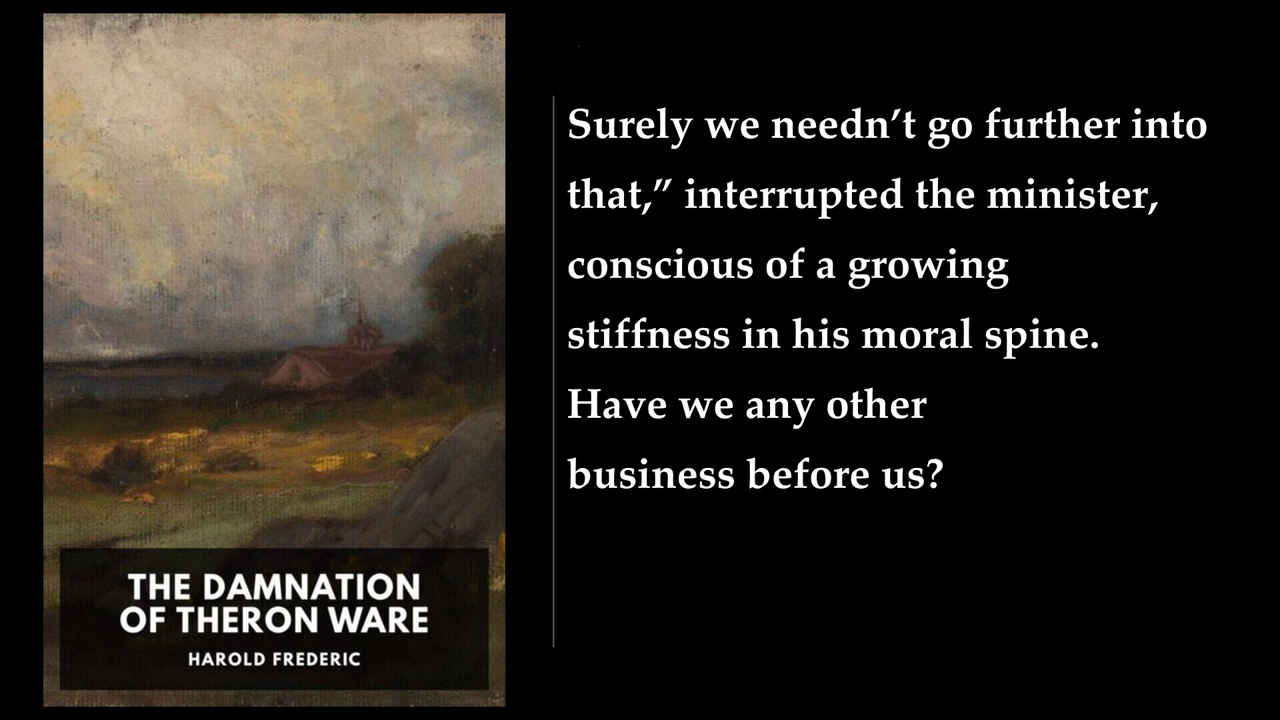 Surely we needn’t go further into
that,” interrupted the minister,
conscious of a growing
stiffness in his moral spine.
Have we any other
business before us?
THE DAMNATION
OF THERON WARE
HAROLD FREDERIC